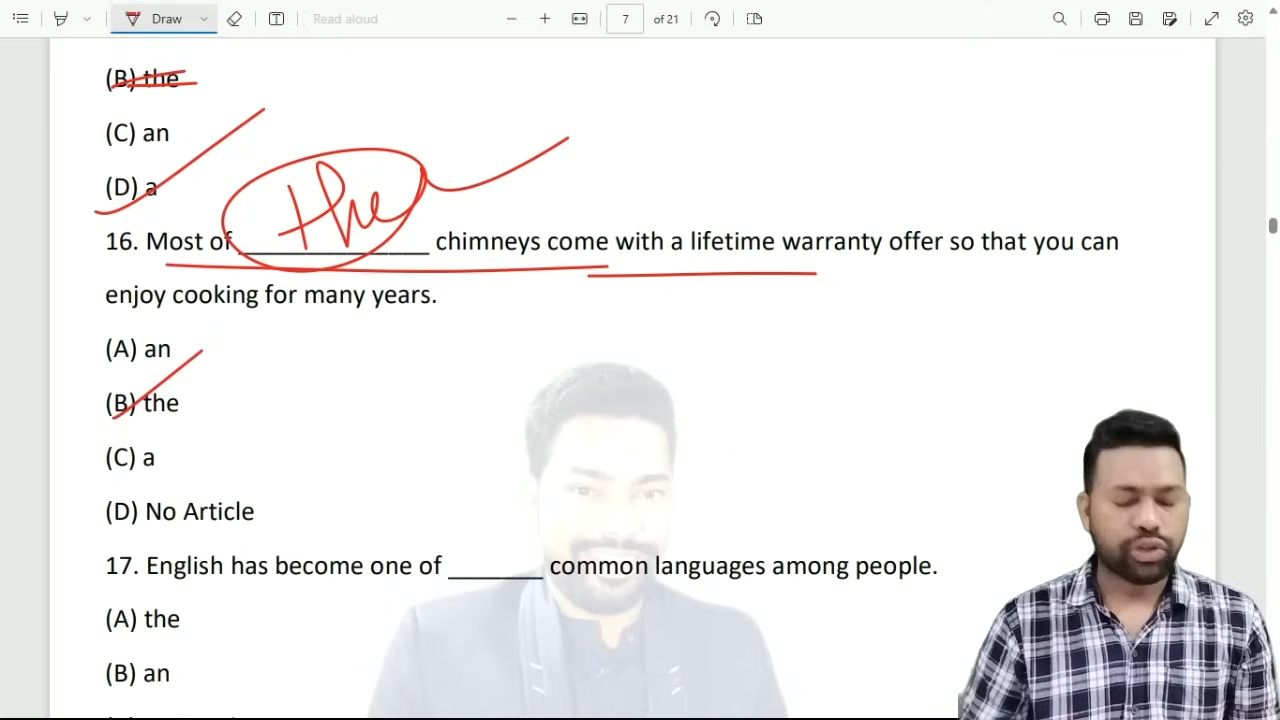 Draw
Read aloud
7
of 21
(B) the
(C) an
(D) a
the
16. Most of ______________ chimneys come with a lifetime warranty offer so that you can
enjoy cooking for many years.
(A) an
(B) the
(C) a
(D) No Article
17. English has become one of _______ common languages among people.
(A) the
(B) an